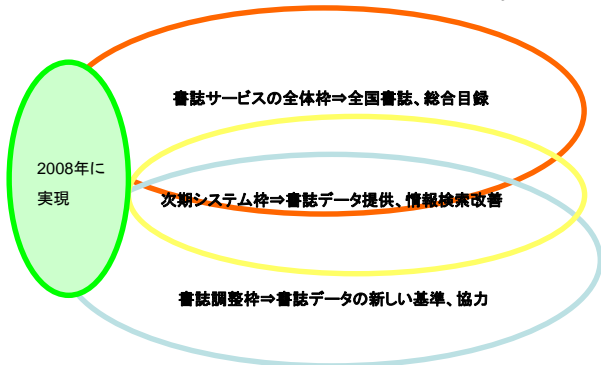 書誌サービスの全体枠⇒全国書誌、総合目録
2008年に
実現
次期システム枠⇒書誌データ提供、情報検索改善
書誌調整枠⇒書誌データの新しい基準、協力